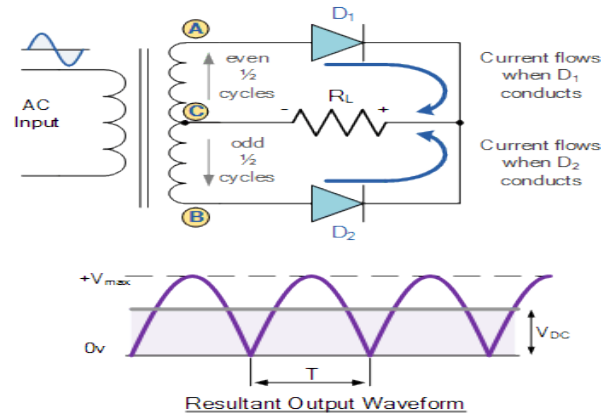 AC
Input
A
C
B
even
½
cycles
odd
½
cycles
D1
- RL +
D2
Current flows
when D1
conducts
Current flows
when D2
conducts
+Vmax
0v
T
VDC
Resultant Output Waveform